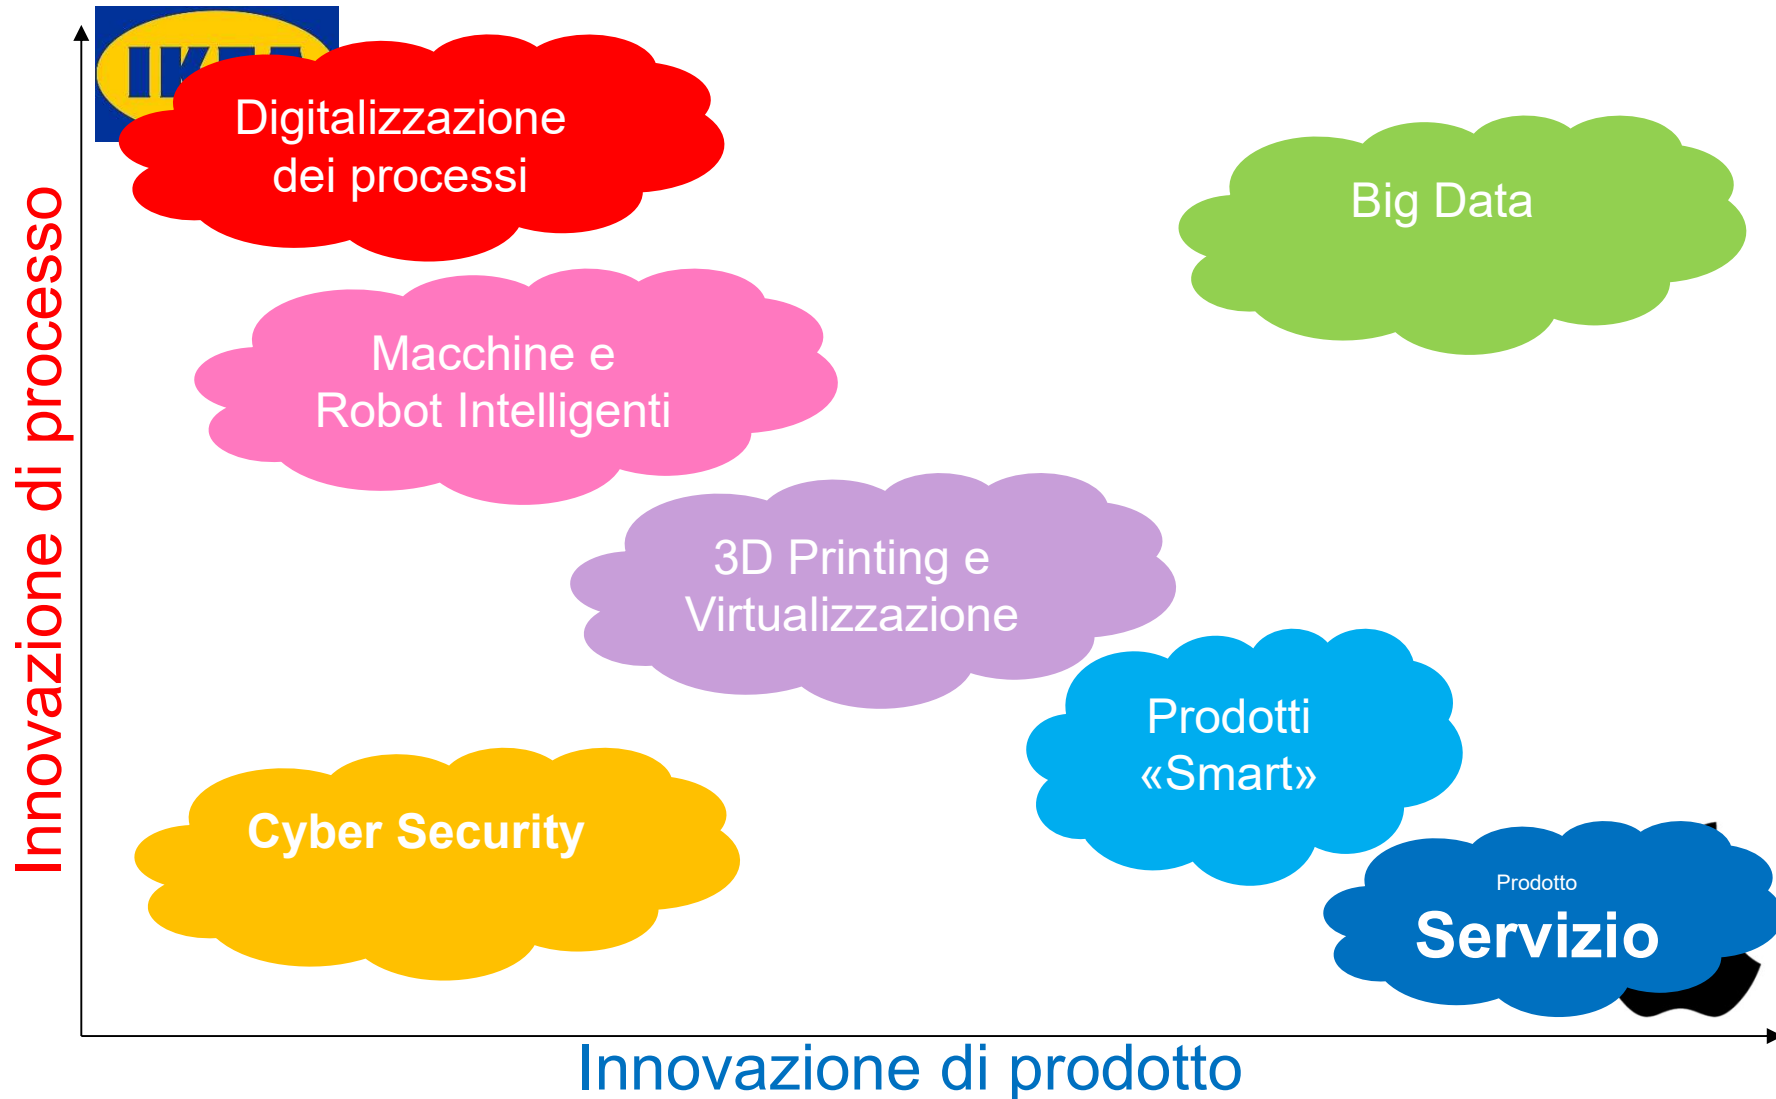 Innovazione di processo
Digitalizzazione
dei processi
Big Data
Macchine e
Robot Intelligenti
3D Printing e
Virtualizzazione
Prodotti
«Smart»
Cyber Security
Prodotto
Servizio
Innovazione di prodotto